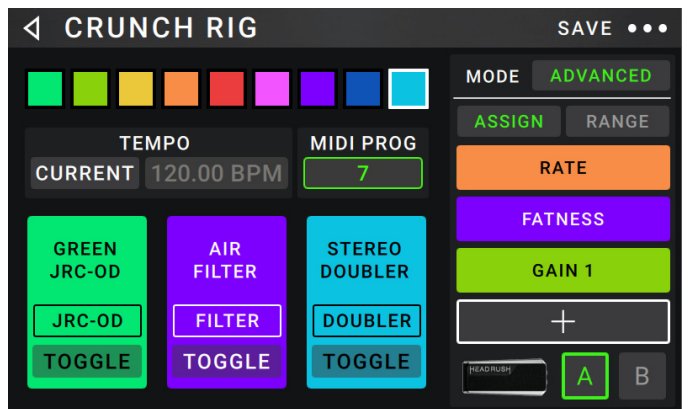 CRUNCH RIG
SAVE
MODE ADVANCED
ASSIGN RANGE
TEMPO
CURRENT 120.00 BPM
MIDI PROG
7
RATE
FATNESS
GAIN 1
+
GREEN
JRC-OD
JRC-OD
TOGGLE
AIR
FILTER
FILTER
TOGGLE
STEREO
DOUBLER
DOUBLER
TOGGLE
HEADRUSH
A B